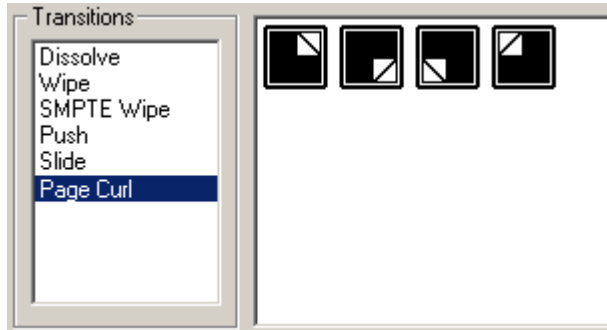 Transitions
Dissolve
Wipe
SMPTE Wipe
Push
Slide
Page Curl